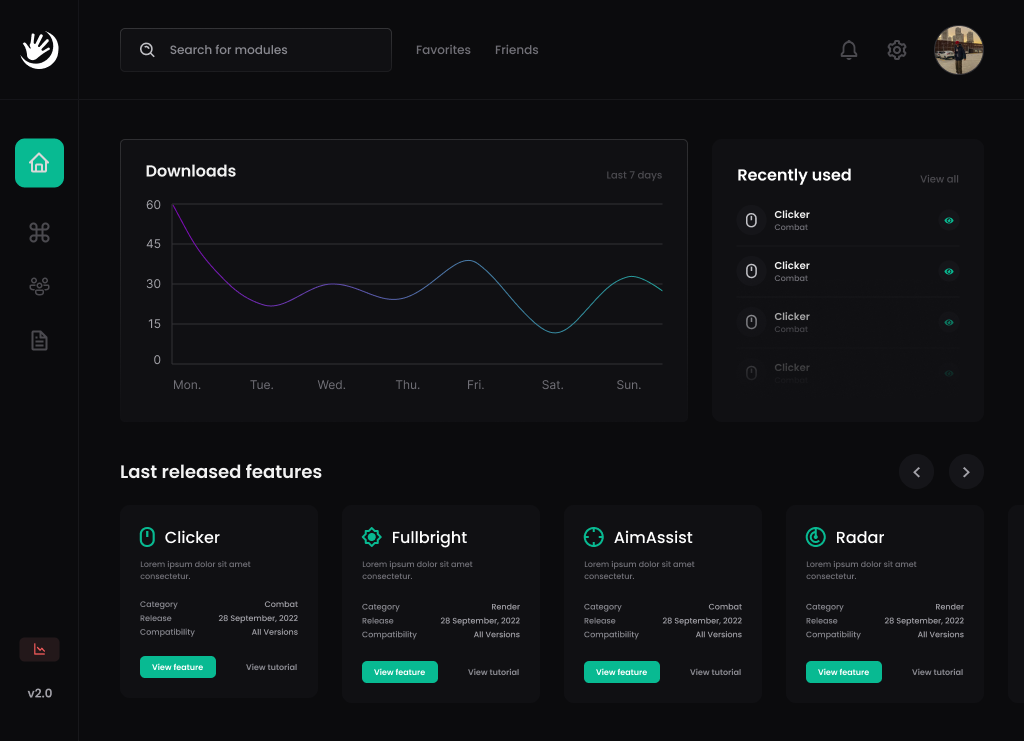 Search for modules
Favorites
Friends
Downloads
Last 7 days
60
45
30
15
0
Mon.
Tue.
Wed.
Thu.
Fri.
Sat.
Sun.
Recently used
View all
Clicker
Combat
Clicker
Combat
Clicker
Combat
Clicker
Combat
Last released features
Clicker
Lorem ipsum dolor sit amet
consectetur.
Category Combat
Release 28 September, 2022
Compatibility All Versions
View feature View tutorial
Fullbright
Lorem ipsum dolor sit amet
consectetur.
Category Render
Release 28 September, 2022
Compatibility All Versions
View feature View tutorial
AimAssist
Lorem ipsum dolor sit amet
consectetur.
Category Combat
Release 28 September, 2022
Compatibility All Versions
View feature View tutorial
Radar
Lorem ipsum dolor sit amet
consectetur.
Category Render
Release 28 September, 2022
Compatibility All Versions
View feature View tutorial
v2.0